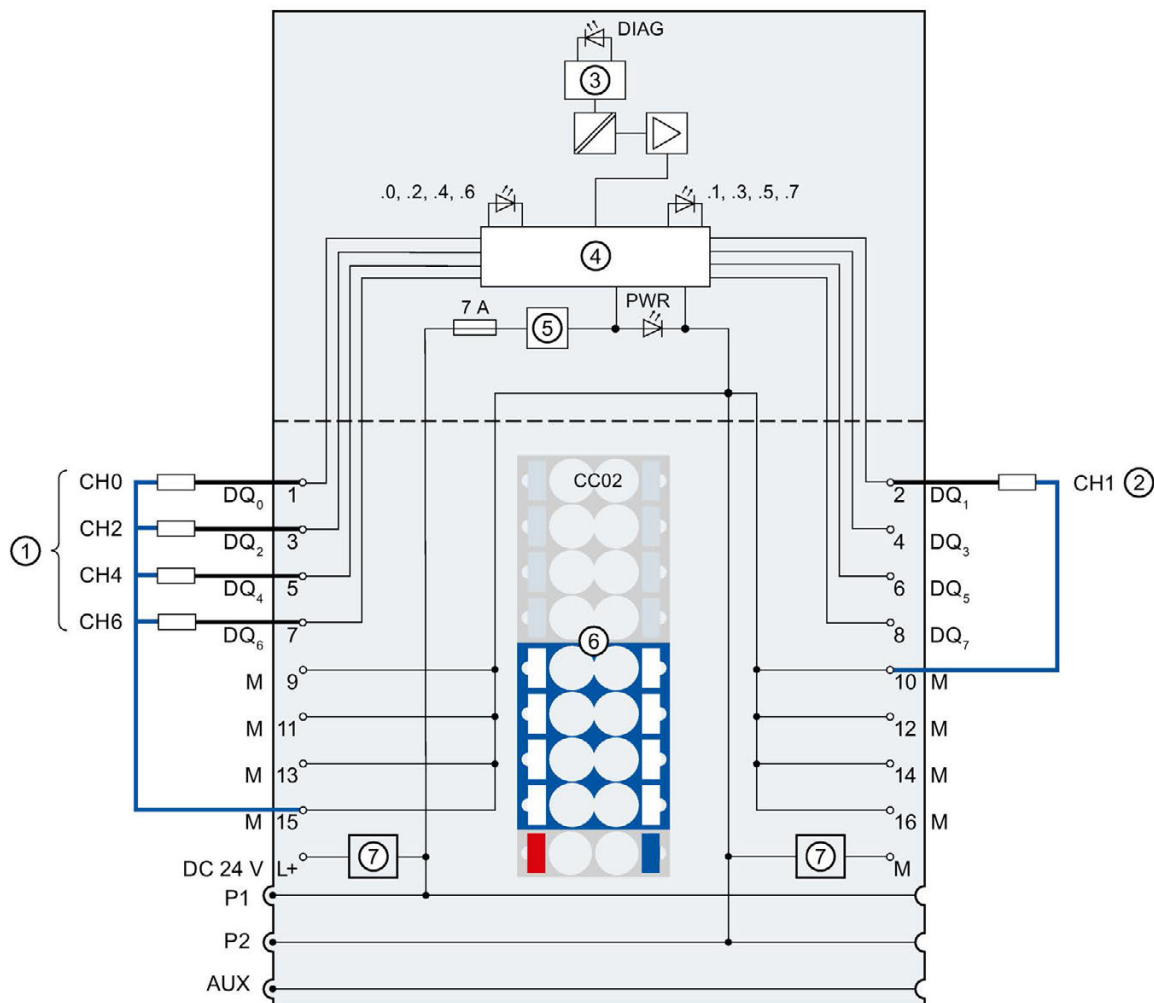 DIAG
③
.0, .2, .4, .6
.1, .3, .5, .7
④
PWR
7 A
⑤
CC02
①
CH0
CH2
CH4
CH6
DQ0 1
DQ2 3
DQ4 5
DQ6 7
M 9
M 11
M 13
M 15
⑥
2 DQ1
4 DQ3
6 DQ5
8 DQ7
10 M
12 M
14 M
16 M
CH1 ②
DC 24 V L+
⑦
⑦
M
P1
P2
AUX